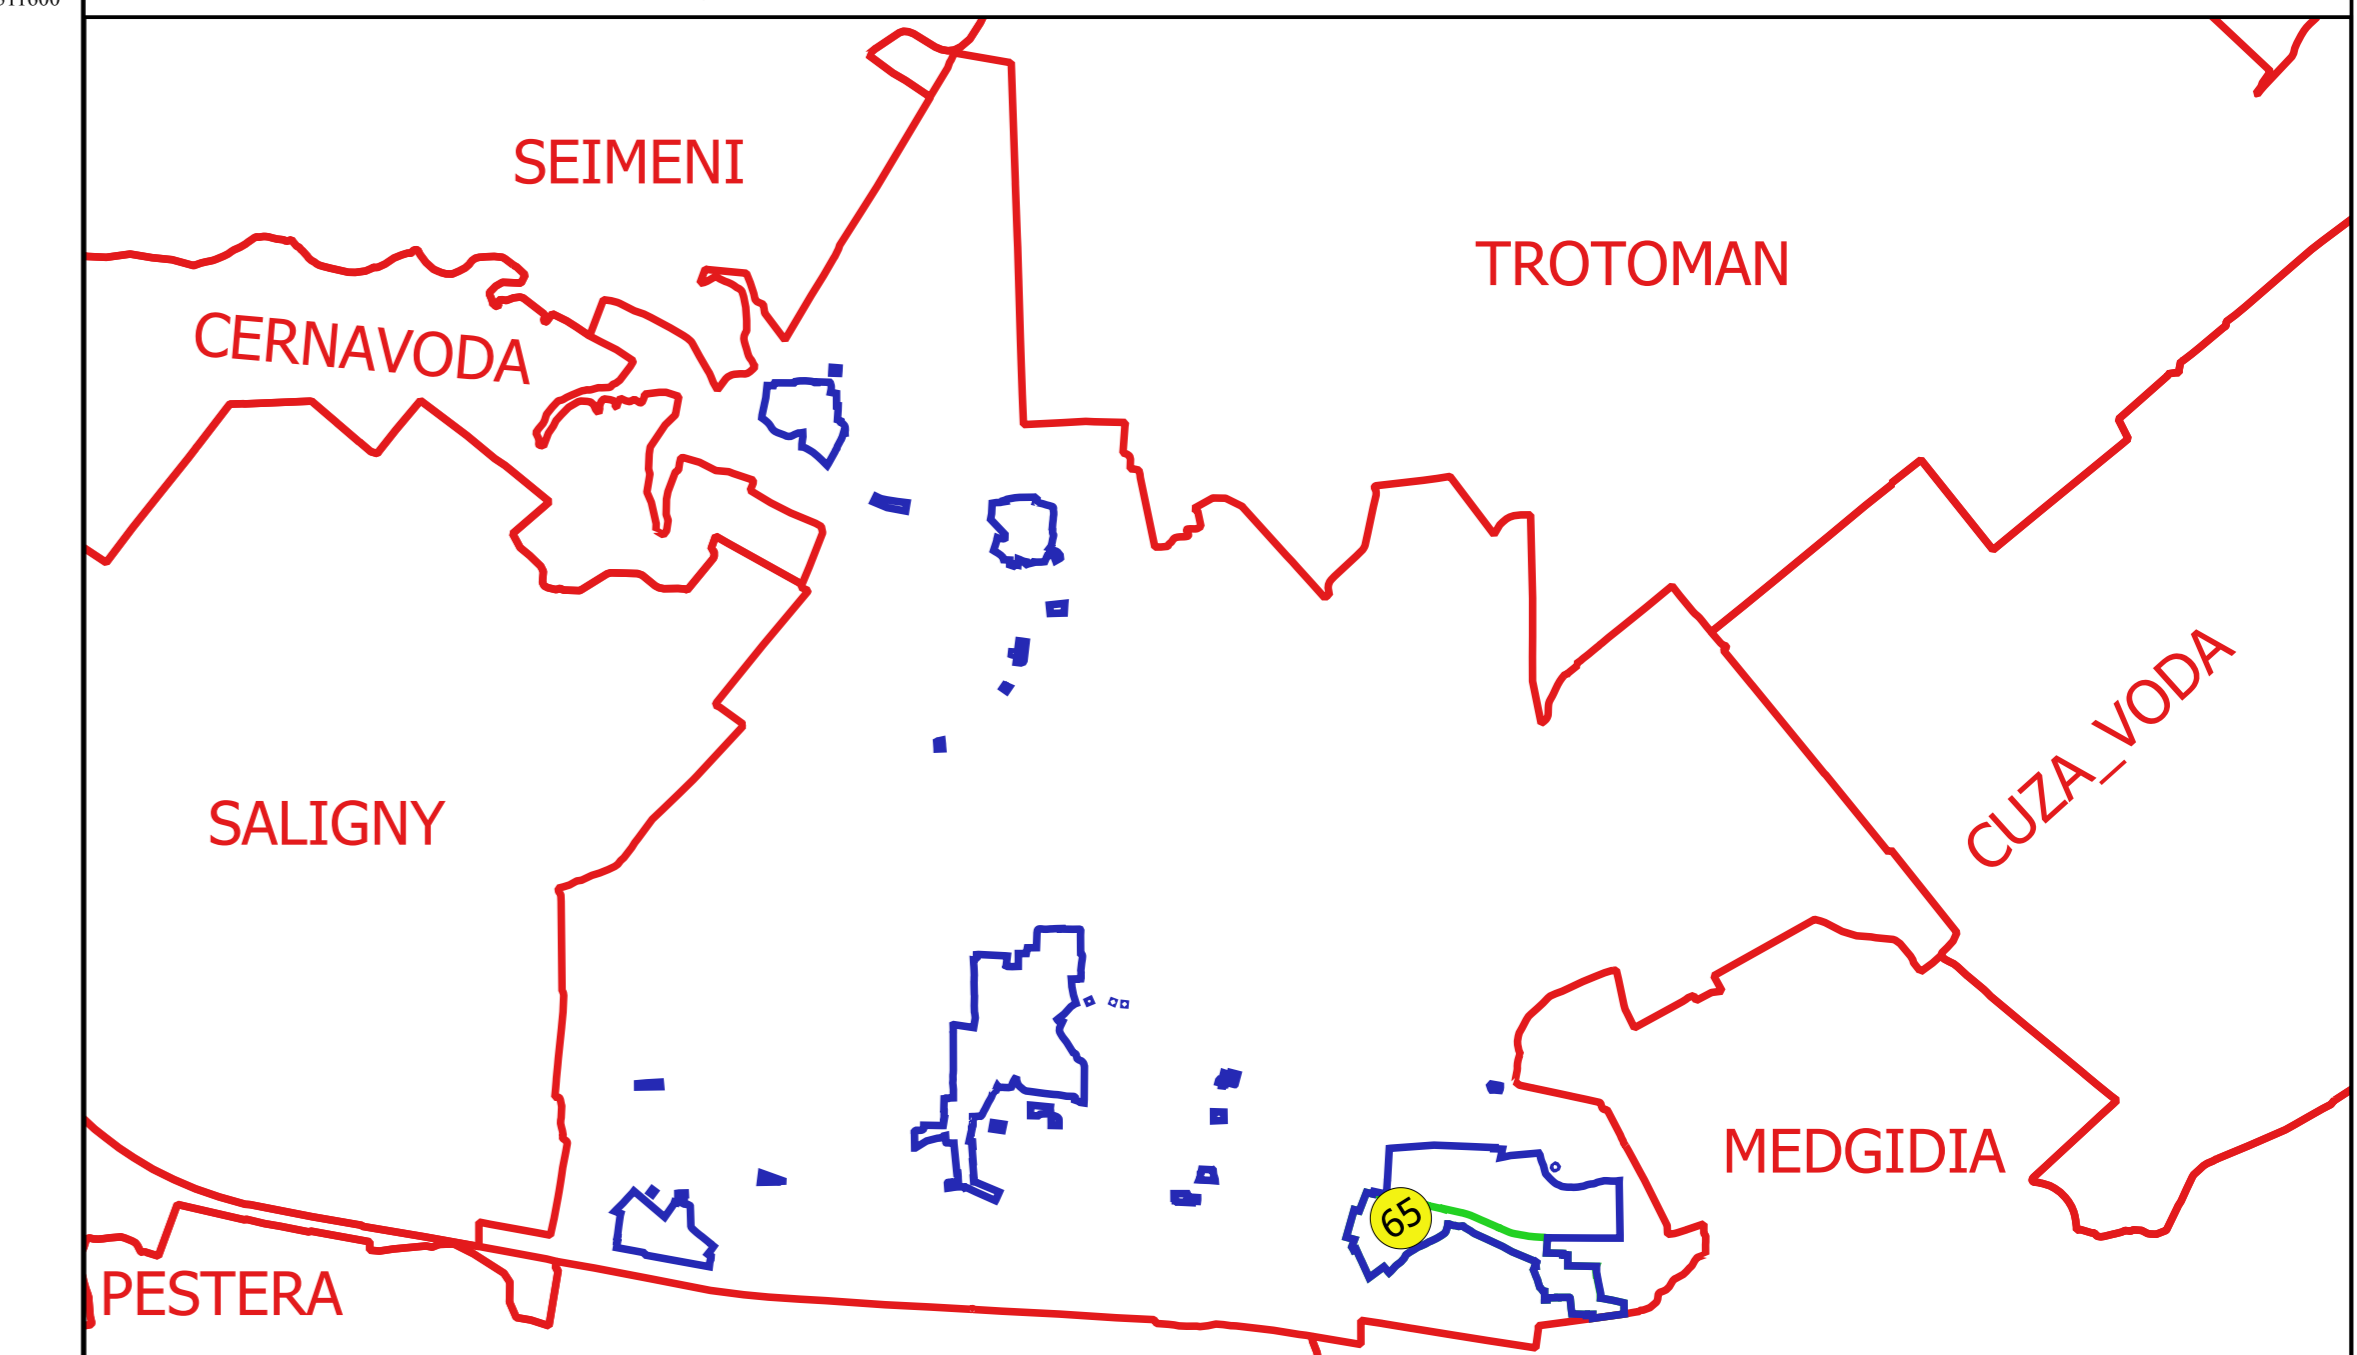 SEIMENI
TROTOMAN
CERNAVODA
CUZA_VODA
SALIGNY
MEDGIDIA
65
PESTERA